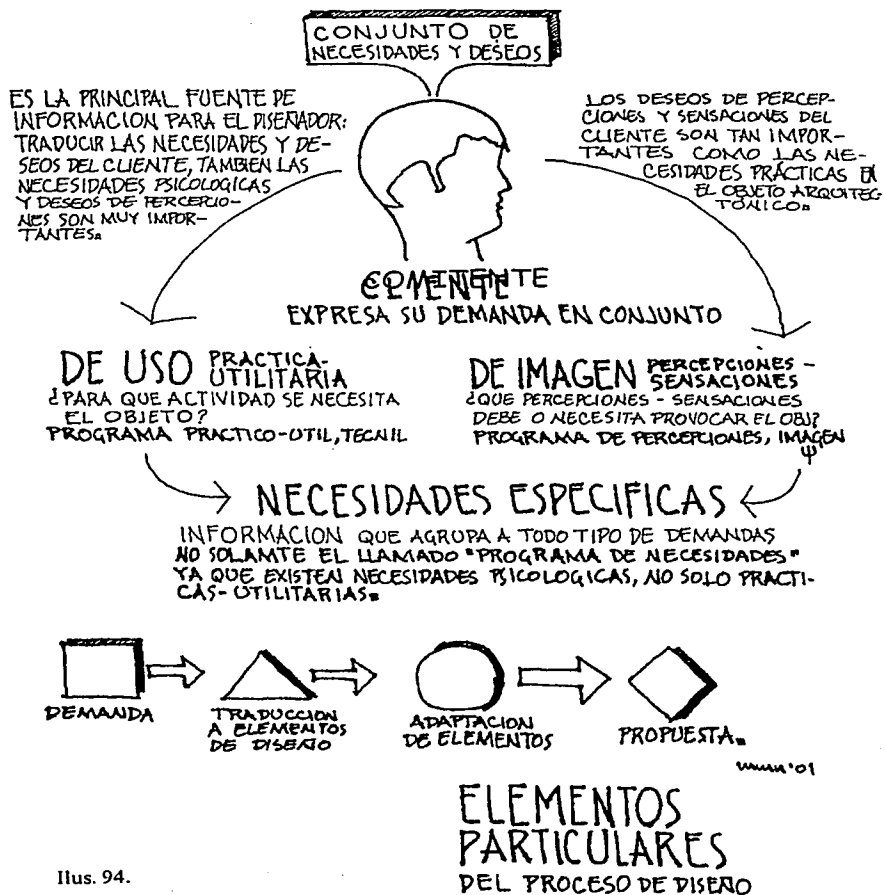 CONJUNTO DE
NECESIDADES Y DESEOS
ES LA PRINCIPAL FUENTE DE
INFORMACION PARA EL DISEÑADOR:
TRADUCIR LAS NECESIDADES Y DE-
SEOS DEL CLIENTE, TAMBIEN LAS
NECESIDADES PSICOLOGICAS
Y DESEOS DE PERCEPCIO-
NES SON MUY IMPOR-
TANTES.
LOS DESEOS DE PERCEP-
CIONES Y SENSACIONES DEL
CLIENTE SON TAN IMPOR-
TANTES COMO LAS NE-
CESIDADES PRÁCTICAS EN
EL OBJETO ARQUITEC-
TÓNICO.
COMITENTE
CLIENTE
EXPRESA SU DEMANDA EN CONJUNTO
DE USO PRACTICA-
UTILITARIA
¿PARA QUE ACTIVIDAD SE NECESITA
EL OBJETO?
PROGRAMA PRACTICO-UTIL, TECNIL
DE IMAGEN PERCEPCIONES -
SENSACIONES
¿QUE PERCEPCIONES - SENSACIONES
DEBE O NECESITA PROVOCAR EL OBJ?
PROGRAMA DE PERCEPCIONES, IMAGEN
Ψ
NECESIDADES ESPECIFICAS
INFORMACION QUE AGRUPA A TODO TIPO DE DEMANDAS
NO SOLAMTE EL LLAMADO "PROGRAMA DE NECESIDADES"
YA QUE EXISTEN NECESIDADES PSICOLOGICAS, NO SOLO PRACTI-
CAS-UTILITARIAS.
DEMANDA
TRADUCCION
A ELEMENTOS
DE DISEÑO
ADAPTACION
DE ELEMENTOS
PROPUESTA.
'01
ELEMENTOS
PARTICULARES
DEL PROCESO DE DISEÑO
Ilus. 94.